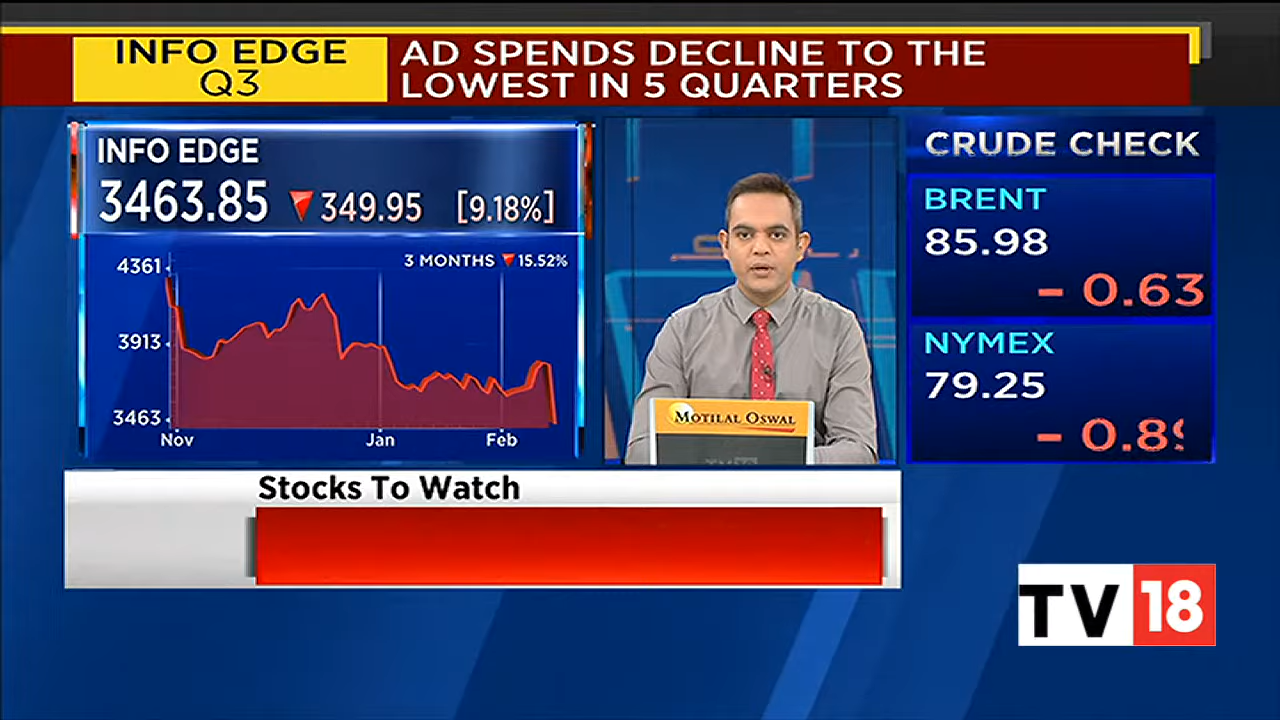 INFO EDGE
Q3
AD SPENDS DECLINE TO THE
LOWEST IN 5 QUARTERS
INFO EDGE
3463.85 ▼ 349.95 [9.18%]
3 MONTHS ▼ 15.52%
4361
3913
3463
Nov Jan Feb
MOTILAL OSWAL
CRUDE CHECK
BRENT
85.98
- 0.63
NYMEX
79.25
- 0.8
Stocks To Watch
TV18